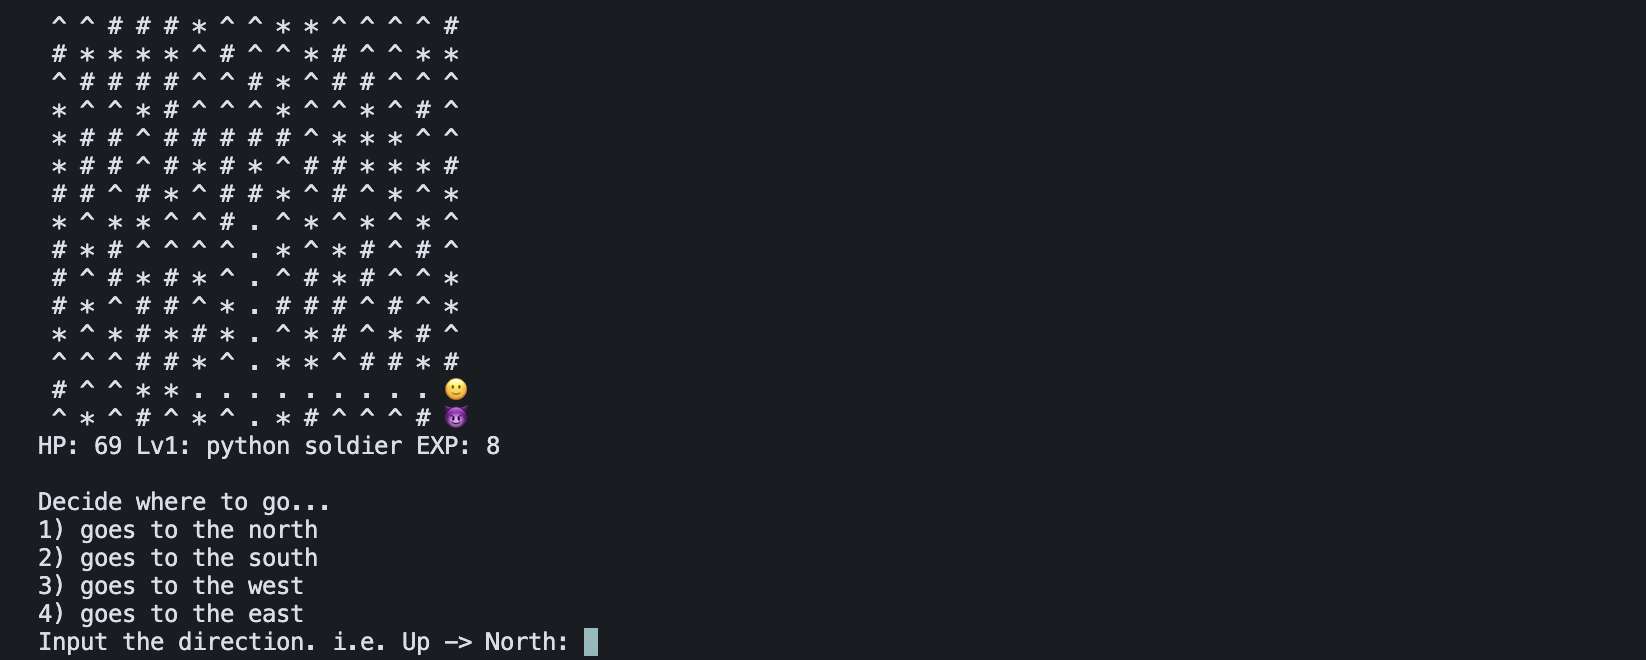 ^ ^ # # # * ^ ^ * * ^ ^ ^ ^ #
# * * * * ^ # ^ ^ * # ^ ^ * *
^ # # # # ^ ^ # * ^ # # ^ ^ ^
* ^ ^ * # ^ ^ ^ * ^ ^ * ^ # ^
* # # ^ # # # # # ^ * * * ^ ^
* # # ^ # * # * ^ # # * * * #
# # ^ # * ^ # # * ^ # ^ * ^ *
* ^ * * ^ ^ # . ^ * ^ * ^ * ^
# * # ^ ^ ^ ^ . * ^ * # ^ # ^
# ^ # * # * ^ . ^ # * # ^ ^ *
# * ^ # # ^ * . # # # ^ # ^ *
* ^ * # * # * . ^ * # ^ * # ^
^ ^ ^ # # * ^ . * * ^ # # * #
# ^ ^ * * . . . . . . . . . 🙂
^ * ^ # ^ * ^ . * # ^ ^ ^ # 😈
HP: 69 Lv1: python soldier EXP: 8
Decide where to go...
1) goes to the north
2) goes to the south
3) goes to the west
4) goes to the east
Input the direction. i.e. Up -> North: